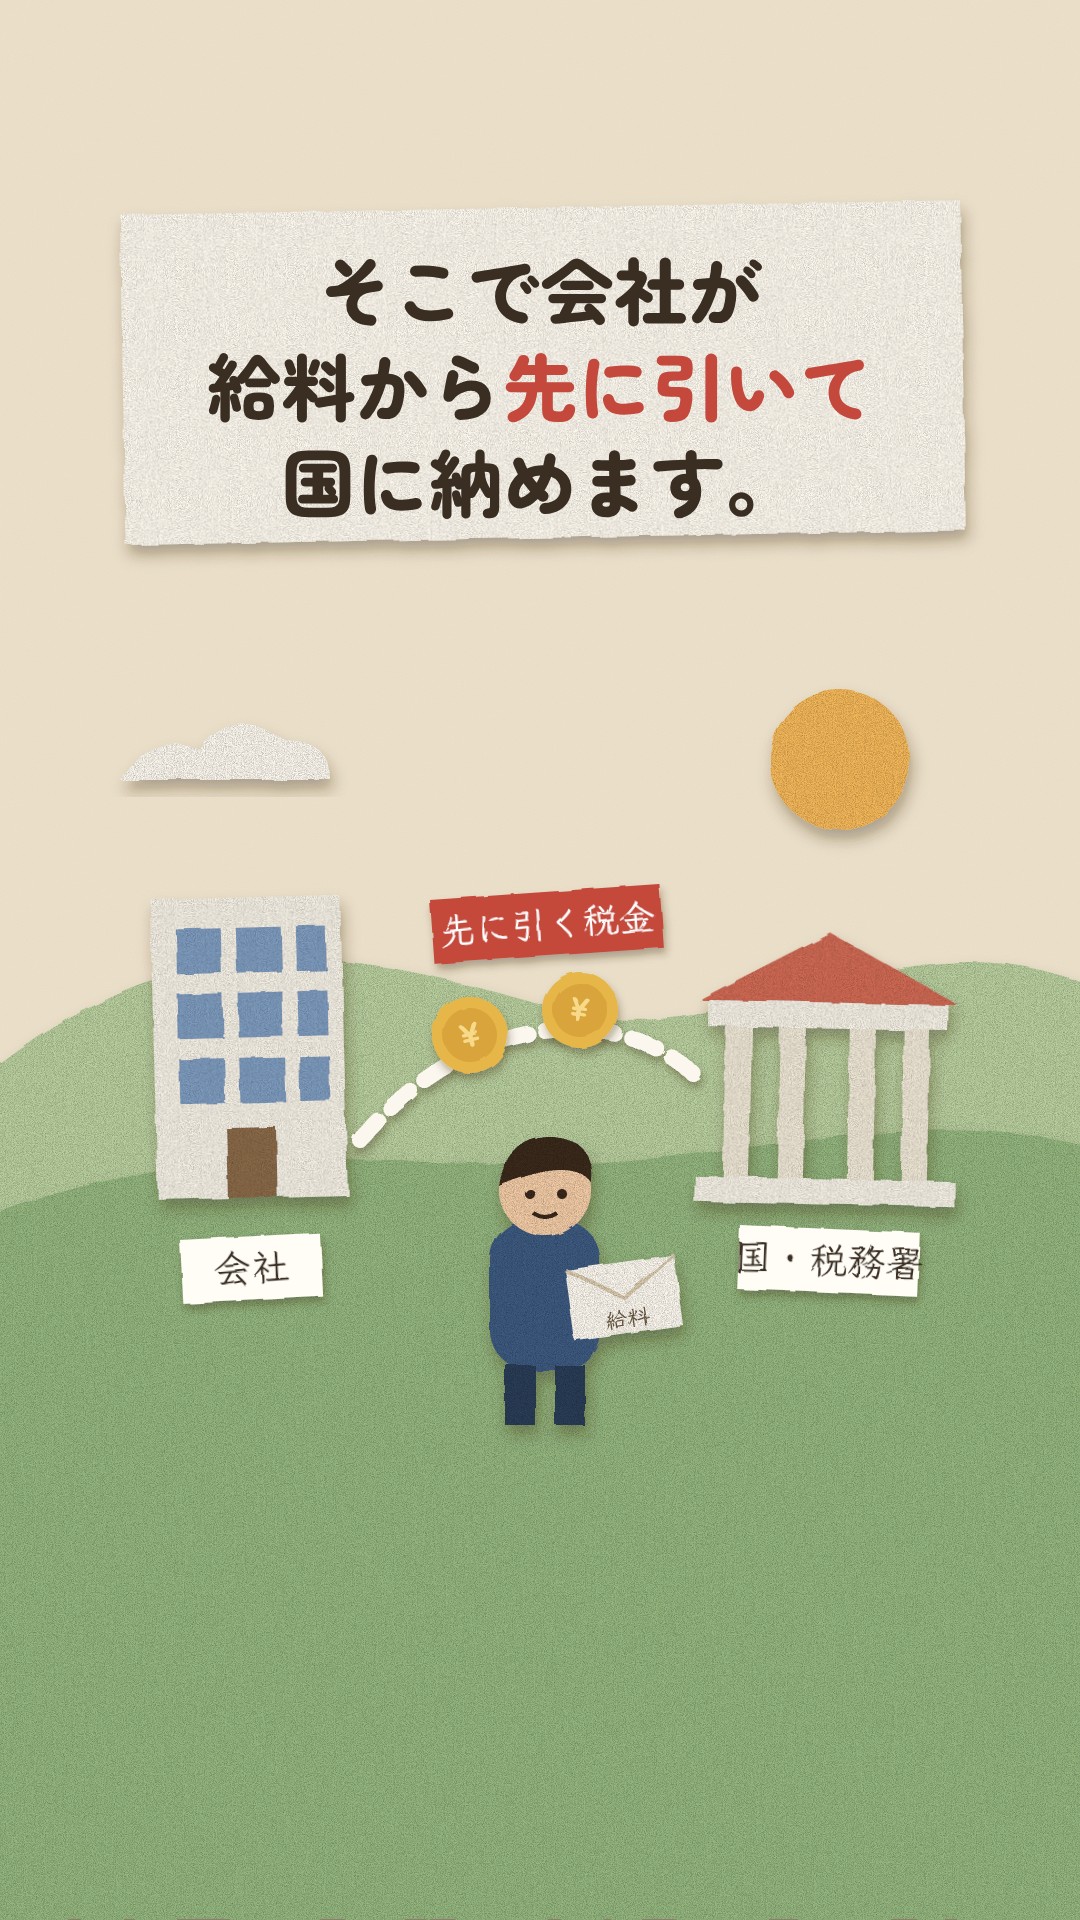 そこで会社が
給料から先に引いて
国に納めます。
先に引く税金
¥
¥
会社
国・税務署
給料